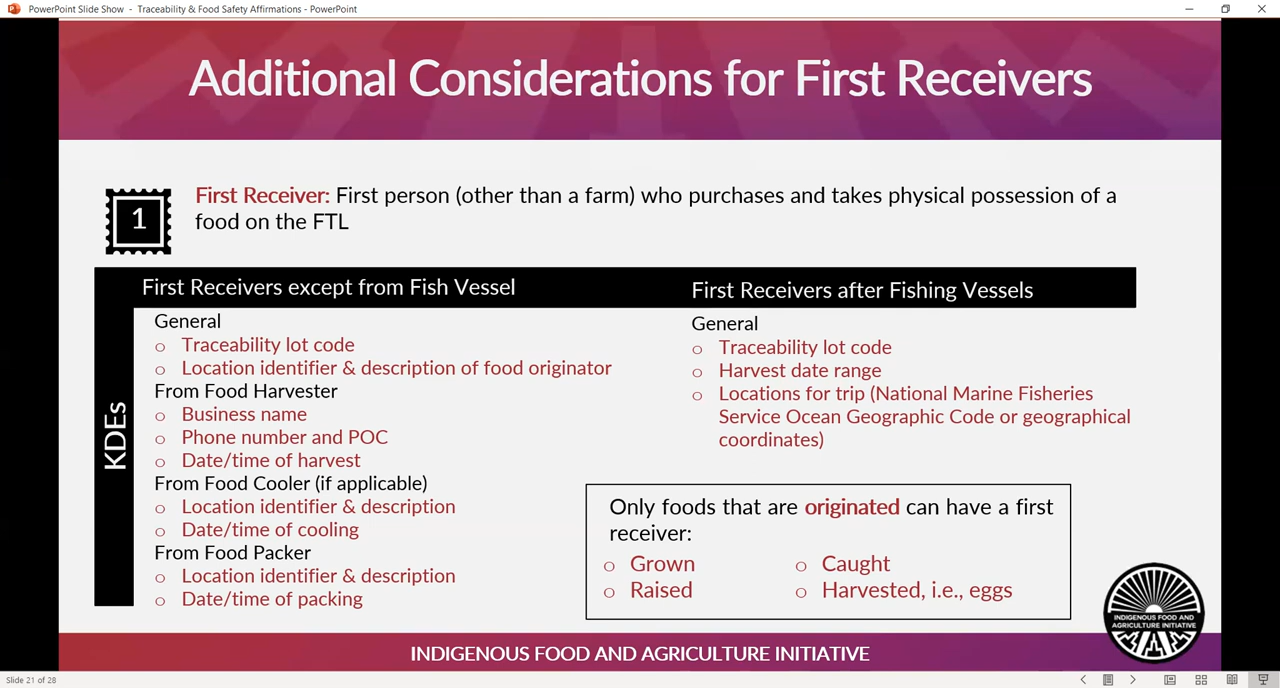 PowerPoint Slide Show - Traceability & Food Safety Affirmations - PowerPoint
Additional Considerations for First Receivers
1
First Receiver: First person (other than a farm) who purchases and takes physical possession of a
food on the FTL
KDEs
First Receivers except from Fish Vessel
General
o Traceability lot code
o Location identifier & description of food originator
From Food Harvester
o Business name
o Phone number and POC
o Date/time of harvest
From Food Cooler (if applicable)
o Location identifier & description
o Date/time of cooling
From Food Packer
o Location identifier & description
o Date/time of packing
First Receivers after Fishing Vessels
General
o Traceability lot code
o Harvest date range
o Locations for trip (National Marine Fisheries
Service Ocean Geographic Code or geographical
coordinates)
Only foods that are originated can have a first
receiver:
o Grown
o Raised
o Caught
o Harvested, i.e., eggs
INDIGENOUS FOOD AND
AGRICULTURE INITIATIVE
INDIGENOUS FOOD AND AGRICULTURE INITIATIVE
Slide 21 of 28